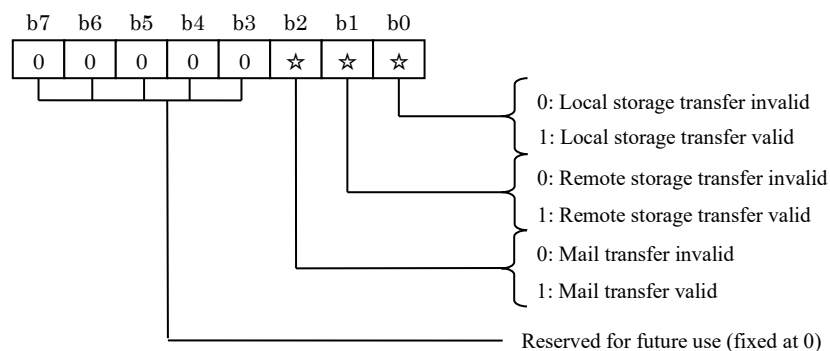 b7 b6 b5 b4 b3 b2 b1 b0
0 0 0 0 0 ☆ ☆ ☆
0: Local storage transfer invalid
1: Local storage transfer valid
0: Remote storage transfer invalid
1: Remote storage transfer valid
0: Mail transfer invalid
1: Mail transfer valid
Reserved for future use (fixed at 0)